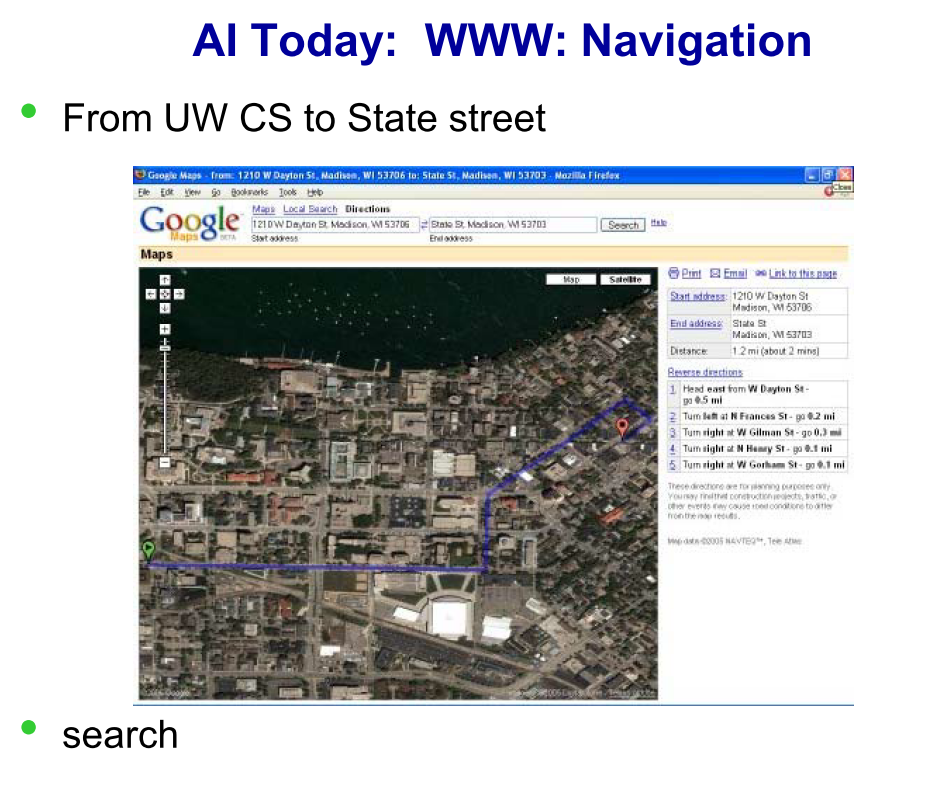 AI Today: WWW: Navigation
From UW CS to State street
Google Maps - from: 1210 W Dayton St, Madison, WI 53706 to: State St, Madison, WI 53703 - Mozilla Firefox
File Edit View Go Bookmarks Tools Help
Close
Maps Local Search Directions
Google Maps BETA
1210 W Dayton St, Madison, WI 53706 State St, Madison, WI 53703 Search Help
Start address End address
Maps
Map Satellite
Print Email Link to this page
Start address: 1210 W Dayton St
Madison, WI 53706
End address: State St
Madison, WI 53703
Distance: 1.2 mi (about 2 mins)
Reverse directions
1. Head east from W Dayton St -
go 0.5 mi
2. Turn left at N Frances St - go 0.2 mi
3. Turn right at W Gilman St - go 0.3 mi
4. Turn right at N Henry St - go 0.1 mi
5. Turn right at W Gorham St - go 0.1 mi
These directions are for planning purposes only.
You may find that construction projects, traffic, or
other events may cause road conditions to differ
from the map results.
Map data ©2005 NAVTEQ™, Tele Atlas
search